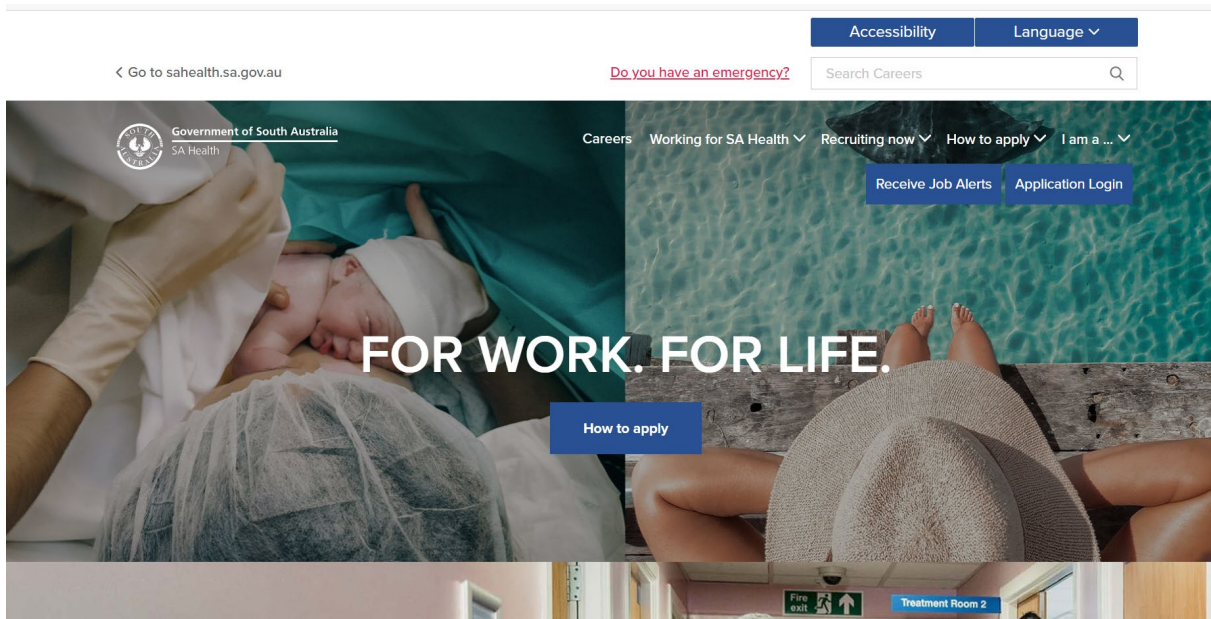 Accessibility
Language
Go to sahealth.sa.gov.au
Do you have an emergency?
Search Careers
SOUTH AUSTRALIA
Government of South Australia
SA Health
Careers
Working for SA Health
Recruiting now
How to apply
I am a ...
Receive Job Alerts
Application Login
FOR WORK. FOR LIFE.
How to apply
Fire
exit
Treatment Room 2